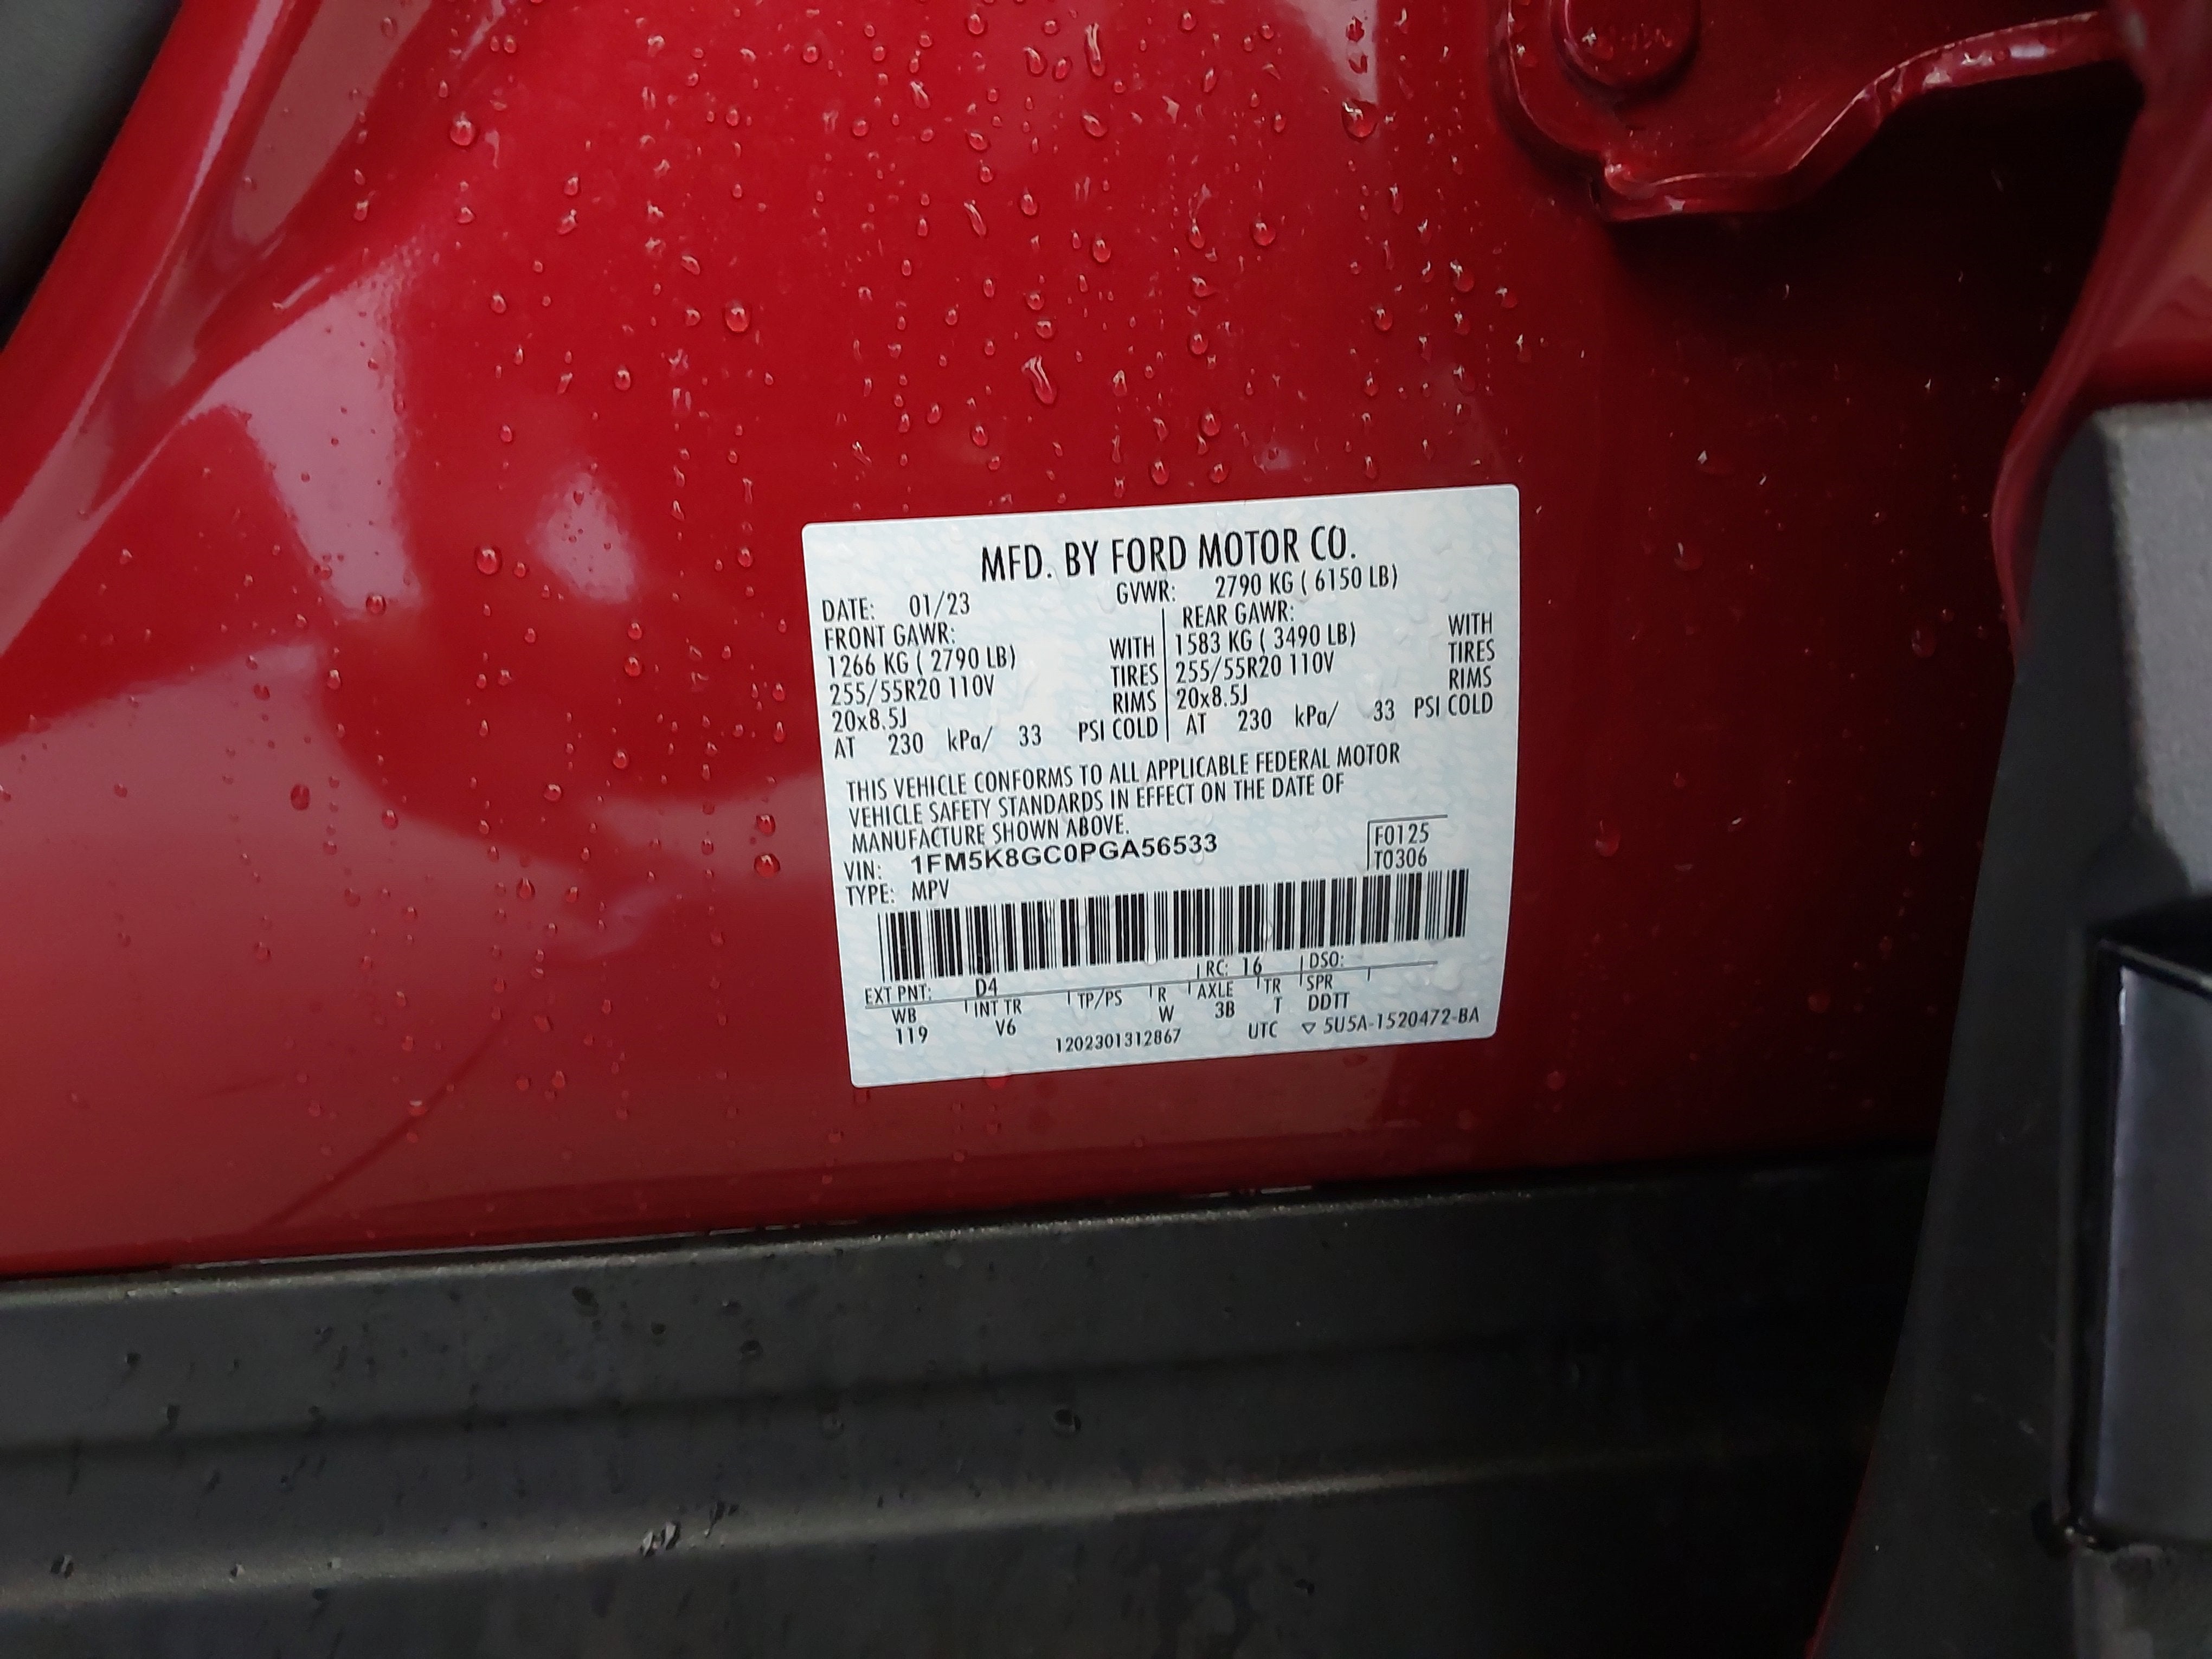 MFD. BY FORD MOTOR CO.
DATE: 01/23 GVWR: 2790 KG ( 6150 LB)
FRONT GAWR: REAR GAWR:
1266 KG ( 2790 LB) WITH 1583 KG ( 3490 LB) WITH
255/55R20 110V TIRES 255/55R20 110V TIRES
20x8.5J RIMS 20x8.5J RIMS
AT 230 kPa/ 33 PSI COLD AT 230 kPa/ 33 PSI COLD
THIS VEHICLE CONFORMS TO ALL APPLICABLE FEDERAL MOTOR
VEHICLE SAFETY STANDARDS IN EFFECT ON THE DATE OF
MANUFACTURE SHOWN ABOVE.
VIN: 1FM5K8GC0PGA56533 F0125
TYPE: MPV T0306
EXT PNT: D4 RC: 16 DSO:
WB INT TR TP/PS R AXLE TR SPR
119 V6 W 3B T DDTT
1202301312867 UTC ▽ 5U5A-1520472-BA